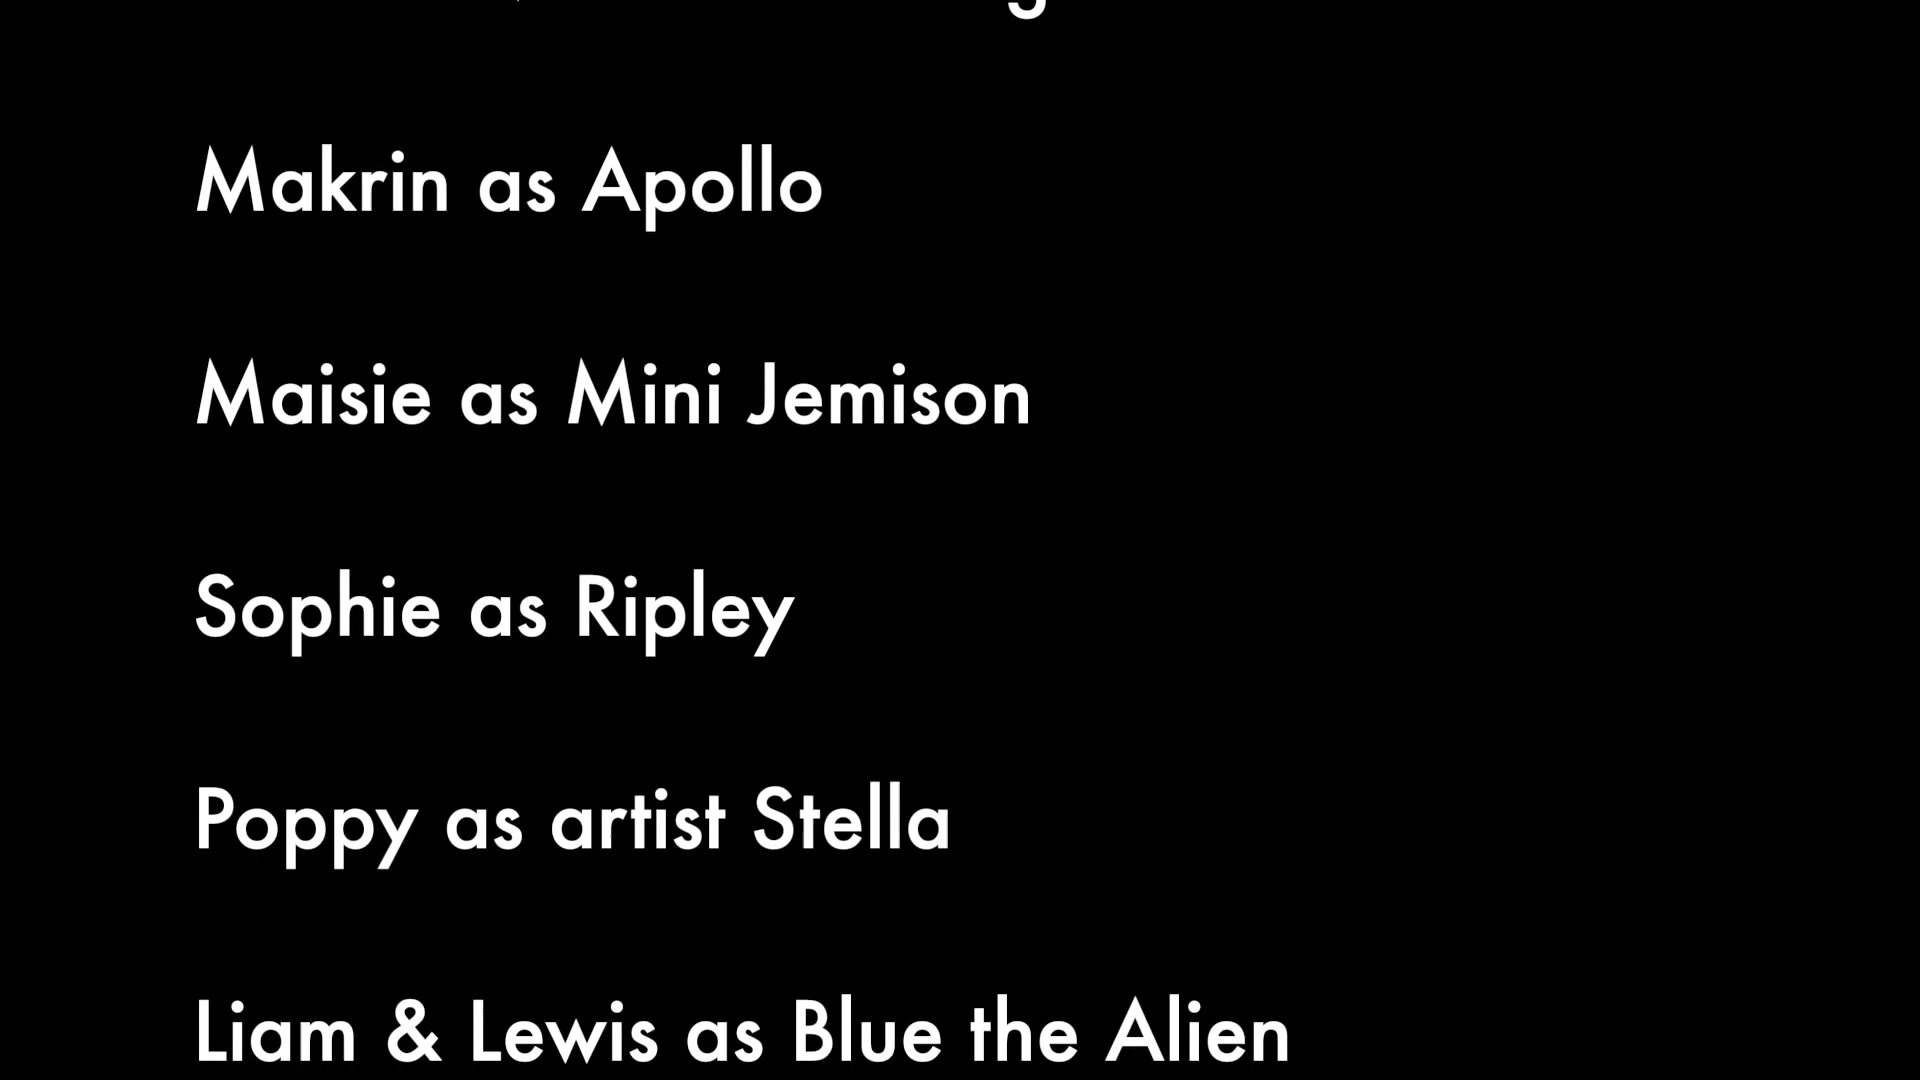 Makrin as Apollo
Maisie as Mini Jemison
Sophie as Ripley
Poppy as artist Stella
Liam & Lewis as Blue the Alien